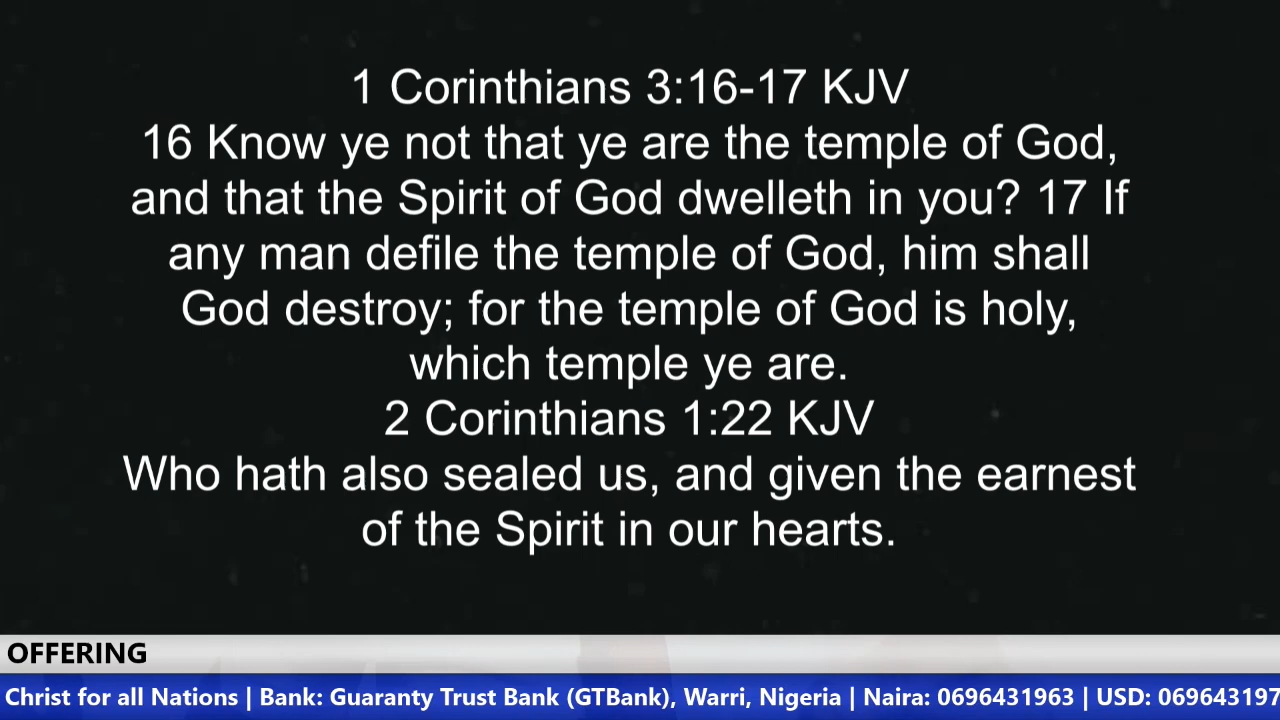 1 Corinthians 3:16-17 KJV
16 Know ye not that ye are the temple of God,
and that the Spirit of God dwelleth in you? 17 If
any man defile the temple of God, him shall
God destroy; for the temple of God is holy,
which temple ye are.
2 Corinthians 1:22 KJV
Who hath also sealed us, and given the earnest
of the Spirit in our hearts.
OFFERING
Christ for all Nations | Bank: Guaranty Trust Bank (GTBank), Warri, Nigeria | Naira: 0696431963 | USD: 069643197